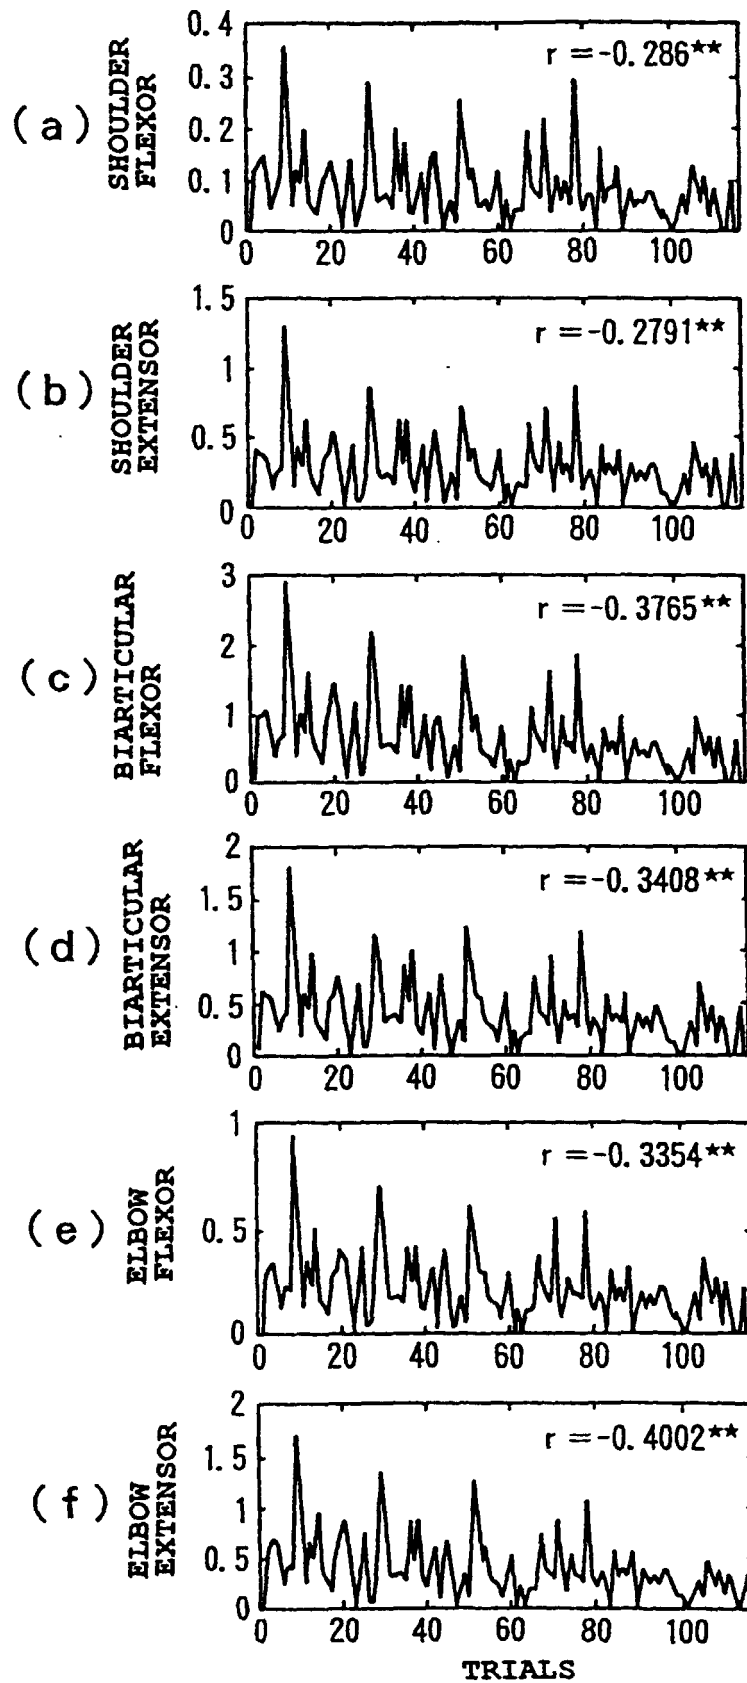 (a)
SHOULDER
FLEXOR
0.4
0.3
0.2
0.1
0
r =-0.286**
20
40
60
80
100
(b)
SHOULDER
EXTENSOR
1.5
1
0.5
0
r =-0.2791**
0
20
40
60
80
100
(c)
BIARTICULAR
FLEXOR
3
2
1
0
r =-0.3765**
0
20
40
60
80
100
(d)
BIARTICULAR
EXTENSOR
2
1.5
1
0.5
0
r =-0.3408**
0
20
40
60
80
100
(e)
ELBOW
FLEXOR
1
0.5
0
r =-0.3354**
0
20
40
60
80
100
(f)
ELBOW
EXTENSOR
2
1.5
1
0.5
0
r =-0.4002**
0
20
40
60
80
100
TRIALS